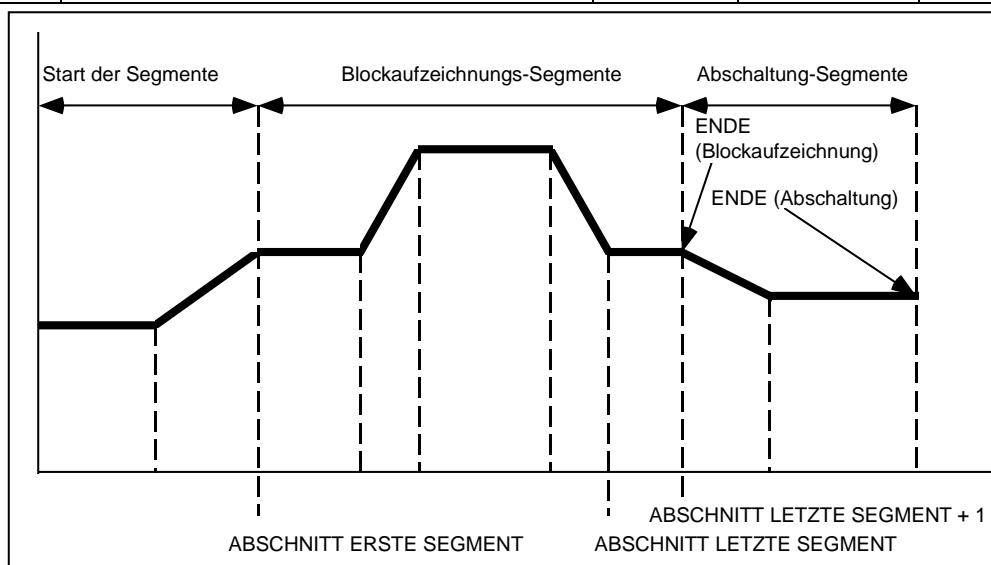 Start der Segmente
Blockaufzeichnungs-Segmente
Abschaltung-Segmente
ENDE
(Blockaufzeichnung)
ENDE (Abschaltung)
ABSCHNITT LETZTE SEGMENT + 1
ABSCHNITT ERSTE SEGMENT
ABSCHNITT LETZTE SEGMENT